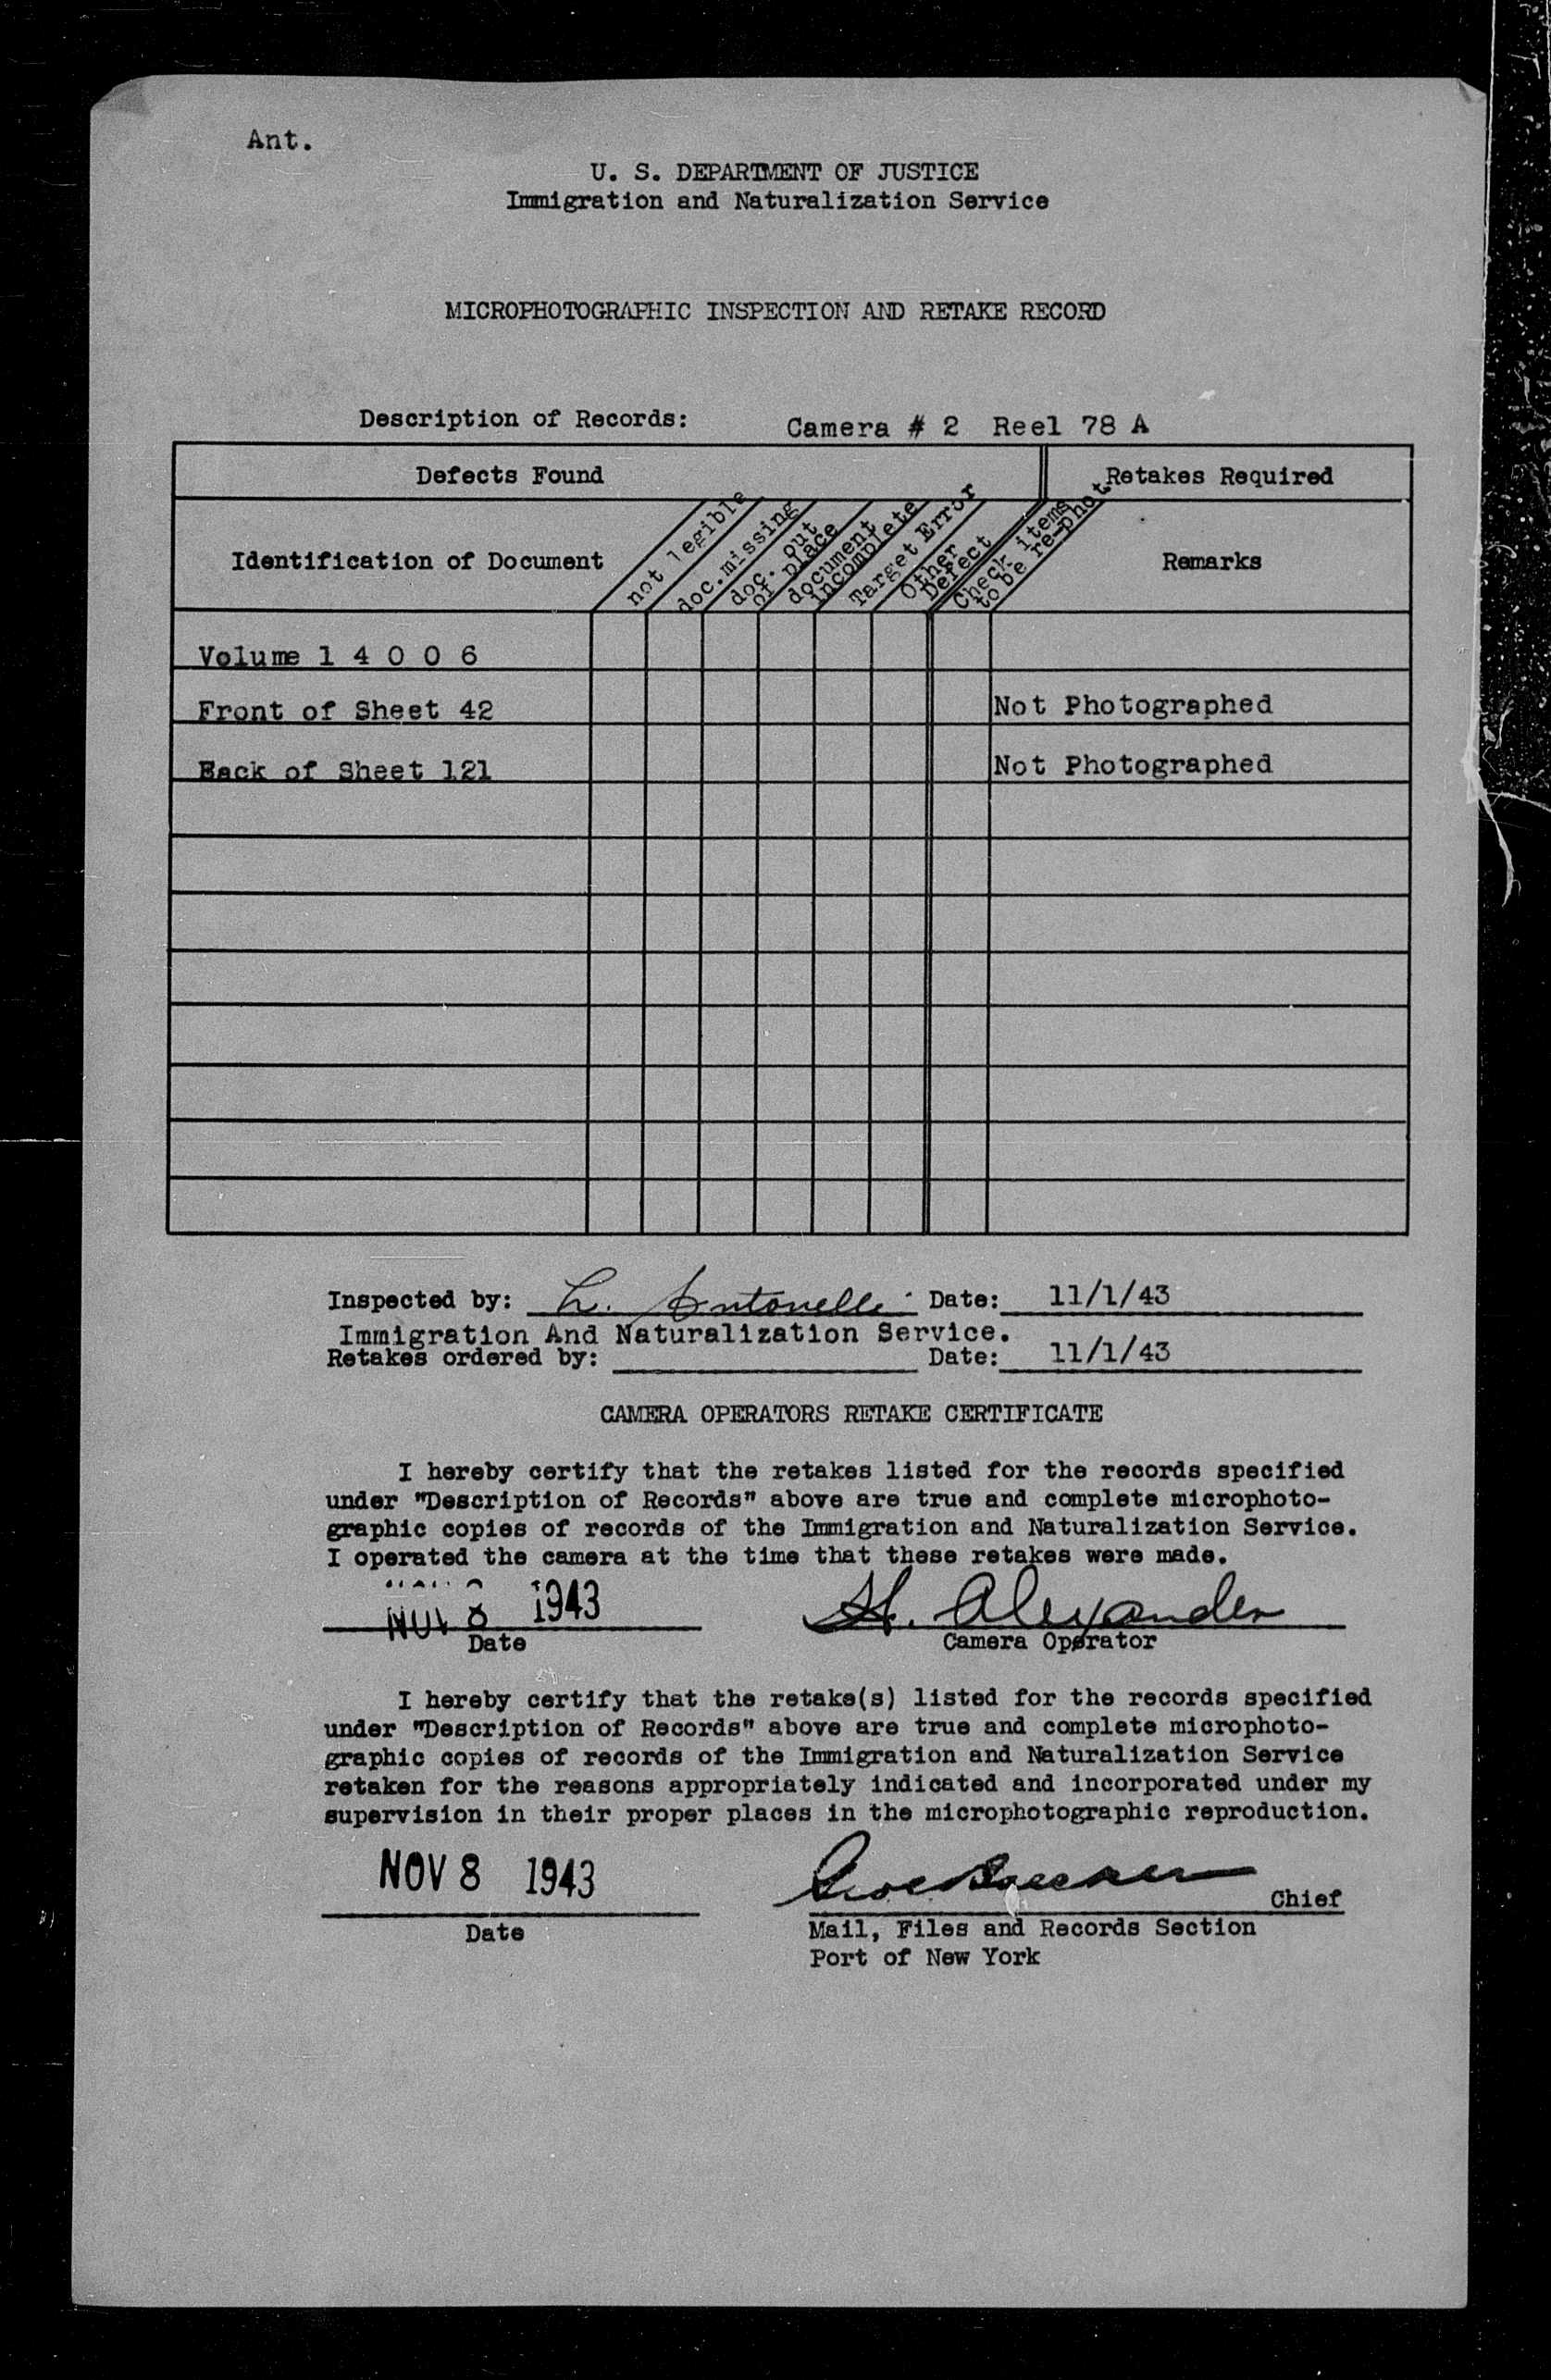 Ant.
U. S. DEPARTMENT OF JUSTICE
Immigration and Naturalization Service
MICROPHOTOGRAPHIC INSPECTION AND RETAKE RECORD
Description of Records: Camera # 2 Reel 78 A
Defects Found Retakes Required
Identification of Document
not legible
doc.missing
doc. out
of place
document
incomplete
Target Error
Other
Defect
Check items
to be re-phot.
Remarks
Volume 1 4 0 0 6
Front of Sheet 42 Not Photographed
Back of Sheet 121 Not Photographed
Inspected by: L. Antonelli Date: 11/1/43
Immigration And Naturalization Service.
Retakes ordered by: Date: 11/1/43
CAMERA OPERATORS RETAKE CERTIFICATE
I hereby certify that the retakes listed for the records specified
under "Description of Records" above are true and complete microphoto-
graphic copies of records of the Immigration and Naturalization Service.
I operated the camera at the time that these retakes were made.
NOV 8 1943 H. Alexander
Date Camera Operator
I hereby certify that the retake(s) listed for the records specified
under "Description of Records" above are true and complete microphoto-
graphic copies of records of the Immigration and Naturalization Service
retaken for the reasons appropriately indicated and incorporated under my
supervision in their proper places in the microphotographic reproduction.
NOV 8 1943
Chief
Date Mail, Files and Records Section
Port of New York